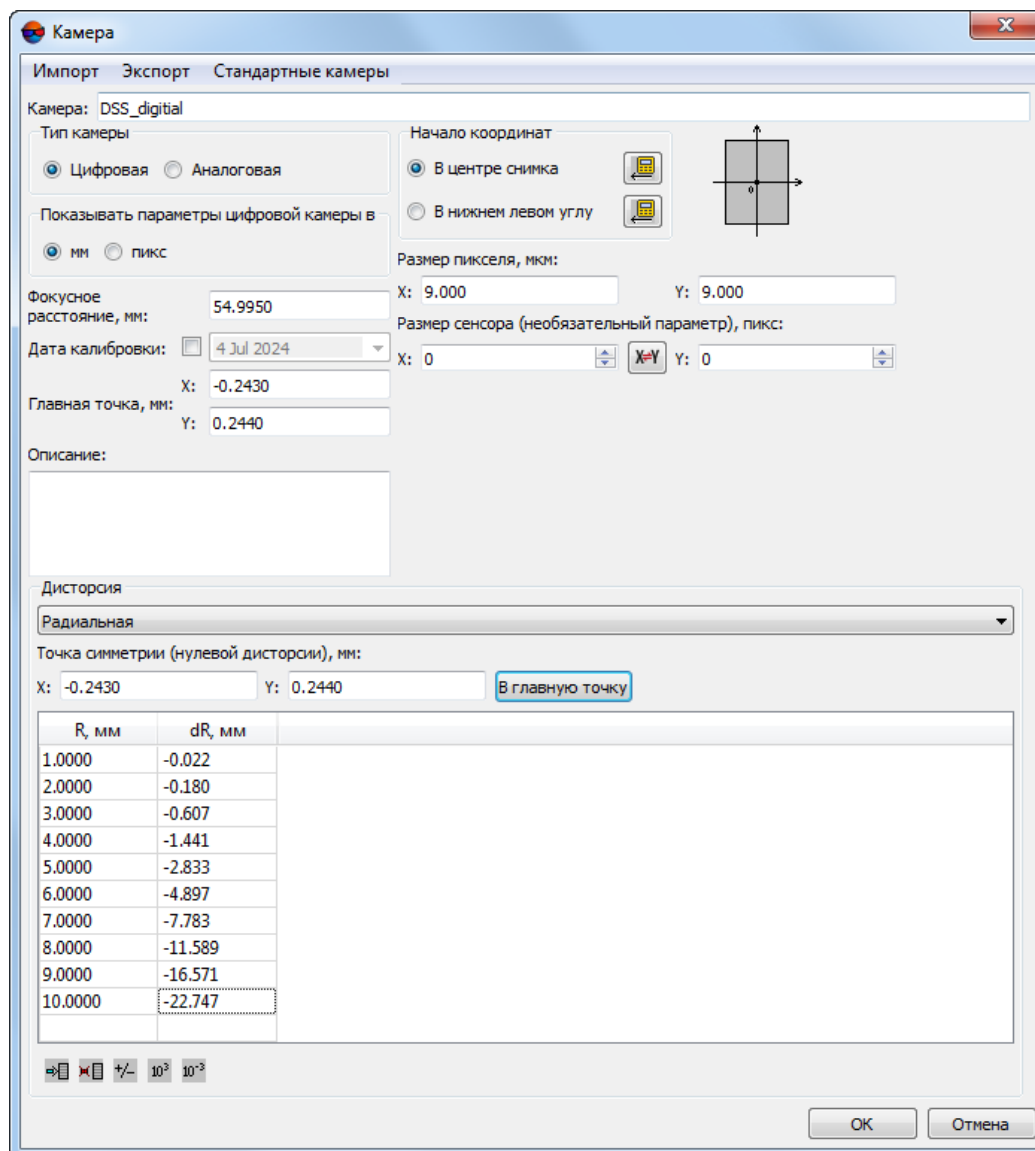 Камера
Импорт Экспорт Стандартные камеры
Камера: DSS_digitial
Тип камеры
Цифровая Аналоговая
Показывать параметры цифровой камеры в
мм пикс
Начало координат
В центре снимка
В нижнем левом углу
0
Размер пикселя, мкм:
X: 9.000 Y: 9.000
Размер сенсора (необязательный параметр), пикс:
X: 0 X⇌Y Y: 0
Фокусное
расстояние, мм: 54.9950
Дата калибровки: 4 Jul 2024
Главная точка, мм:
X: -0.2430
Y: 0.2440
Описание:
Дисторсия
Радиальная
Точка симметрии (нулевой дисторсии), мм:
X: -0.2430 Y: 0.2440 В главную точку
R, мм dR, мм
1.0000 -0.022
2.0000 -0.180
3.0000 -0.607
4.0000 -1.441
5.0000 -2.833
6.0000 -4.897
7.0000 -7.783
8.0000 -11.589
9.0000 -16.571
10.0000 -22.747
+/- 10³ 10⁻³
OK Отмена